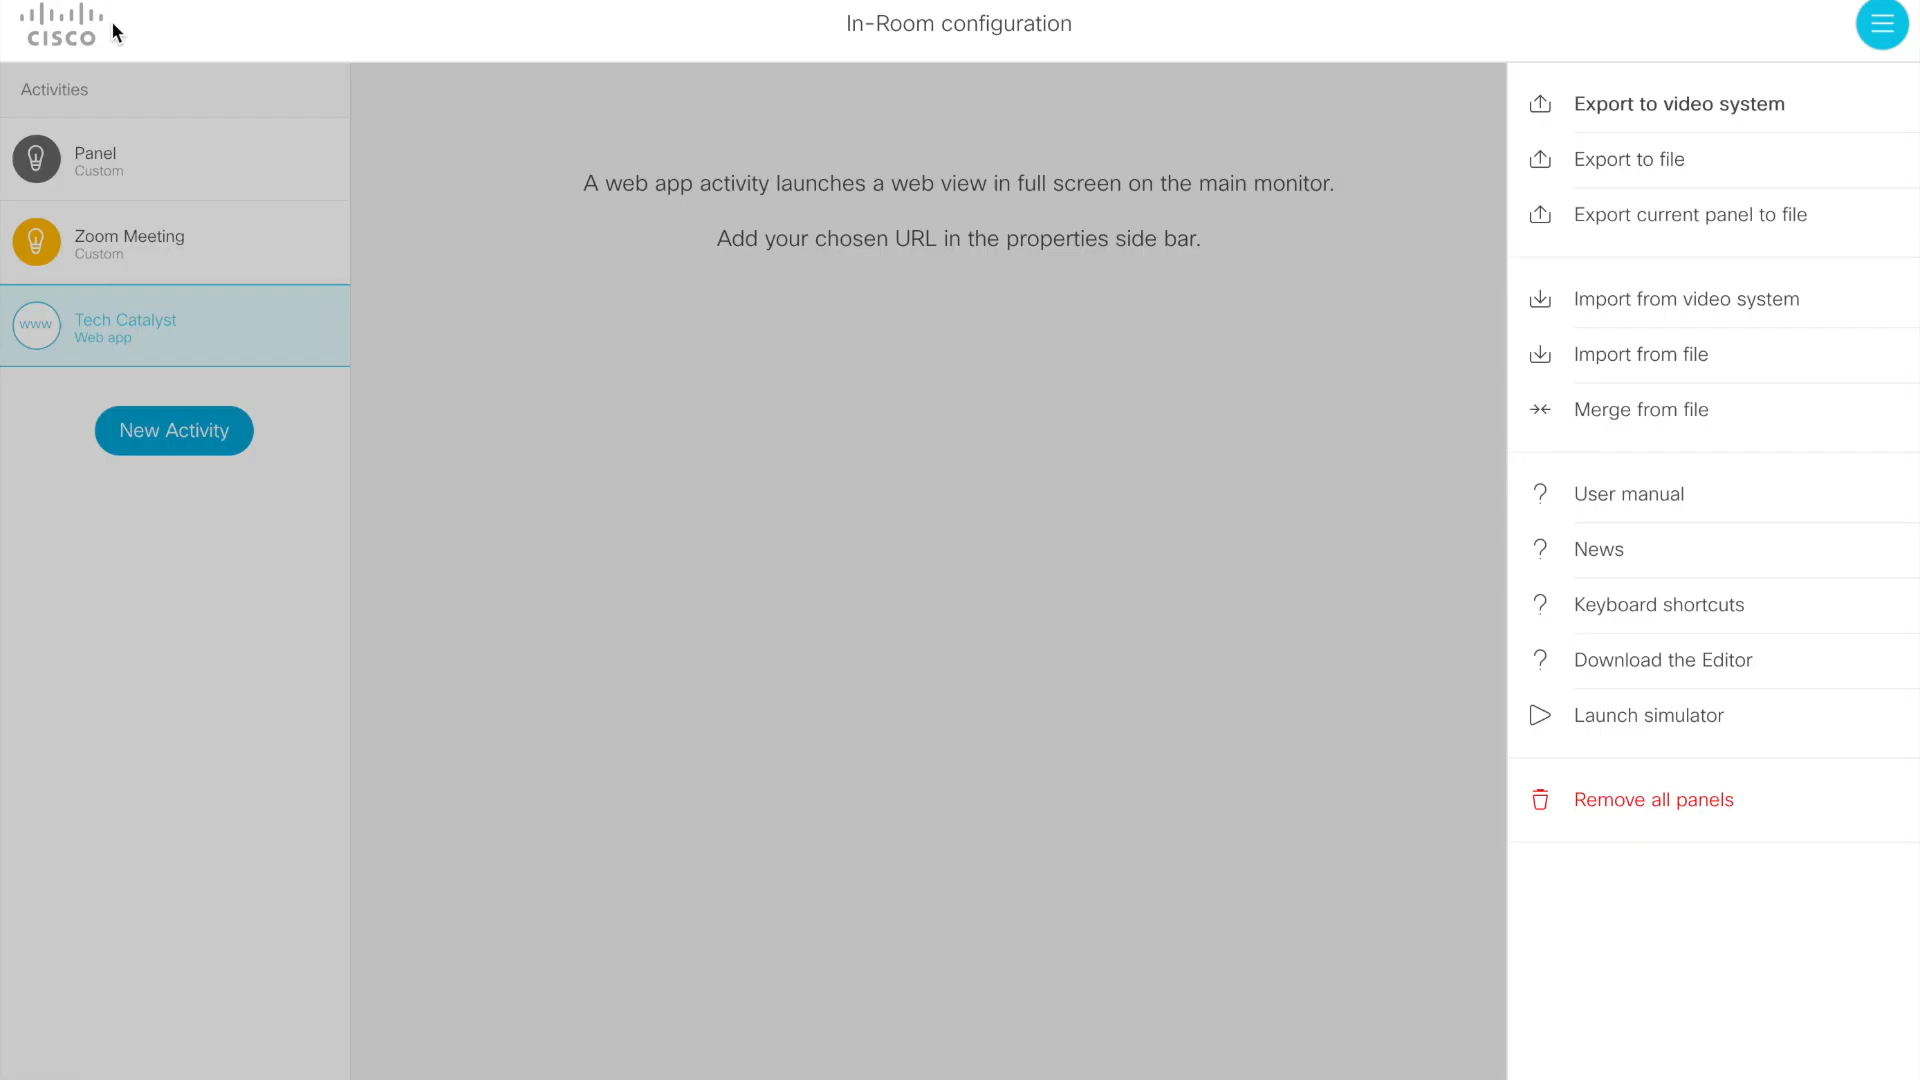 CISCO
In-Room configuration
Activities
Panel
Custom
Zoom Meeting
Custom
www
Tech Catalyst
Web app
New Activity
A web app activity launches a web view in full screen on the main monitor.
Add your chosen URL in the properties side bar.
Export to video system
Export to file
Export current panel to file
Import from video system
Import from file
Merge from file
? User manual
? News
? Keyboard shortcuts
? Download the Editor
Launch simulator
Remove all panels